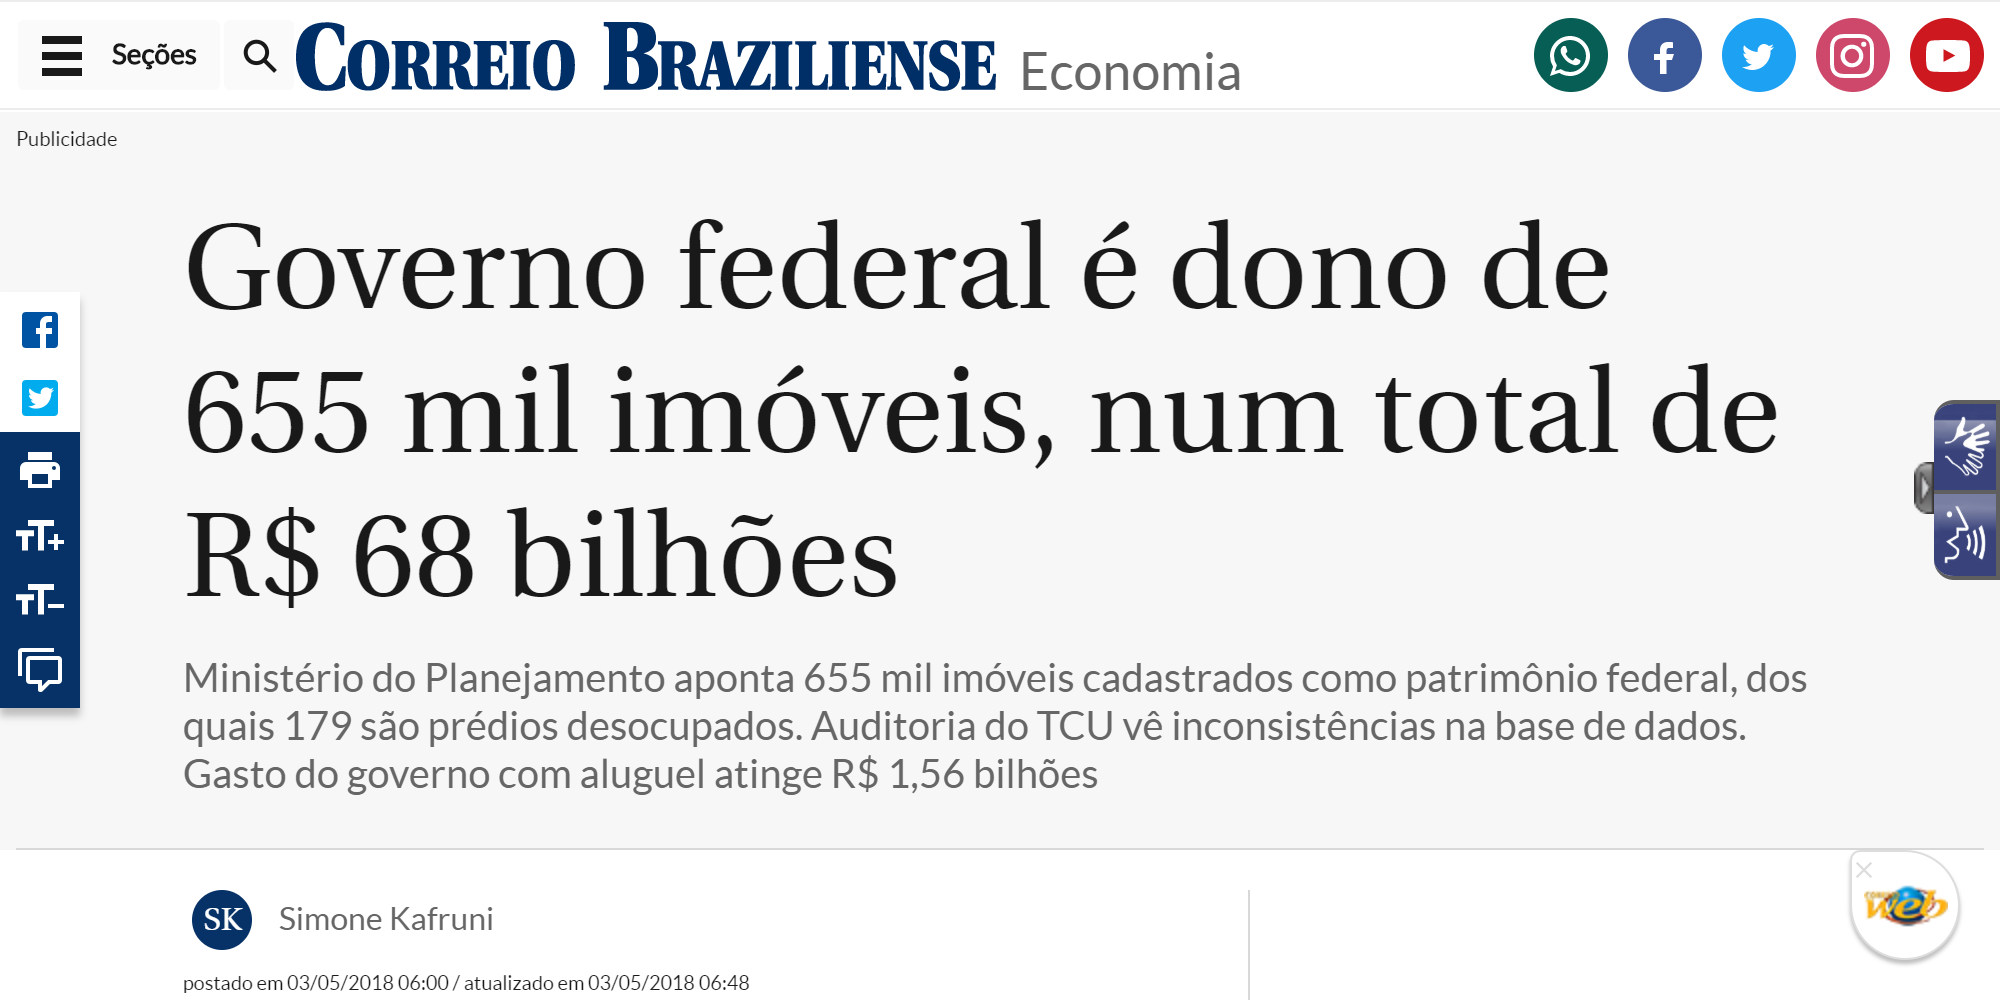 Seções
CORREIO BRAZILIENSE
Economia
Publicidade
Governo federal é dono de
655 mil imóveis, num total de
R$ 68 bilhões
TT+
TT-
Ministério do Planejamento aponta 655 mil imóveis cadastrados como patrimônio federal, dos
quais 179 são prédios desocupados. Auditoria do TCU vê inconsistências na base de dados.
Gasto do governo com aluguel atinge R$ 1,56 bilhões
SK
Simone Kafruni
web
postado em 03/05/2018 06:00 / atualizado em 03/05/2018 06:48